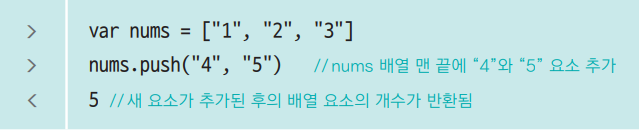 > var nums = ["1", "2", "3"]
> nums.push("4", "5") //nums 배열 맨 끝에 “4”와 “5” 요소 추가
< 5 //새 요소가 추가된 후의 배열 요소의 개수가 반환됨